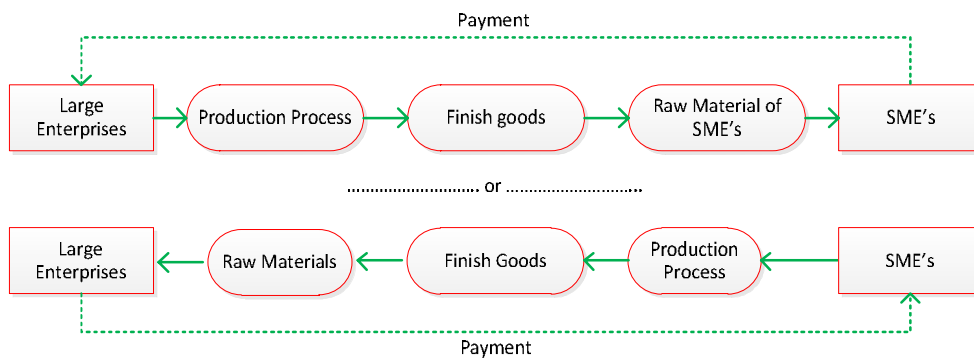 Payment
Large
Enterprises
Production Process
Finish goods
Raw Material of
SME's
SME's
............................. or ..............................
Large
Enterprises
Raw Materials
Finish Goods
Production
Process
SME's
Payment